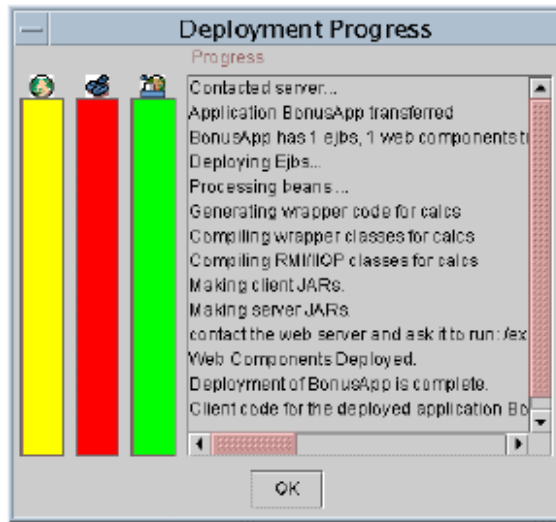 Deployment Progress
Progress
Contacted server...
Application BonusApp transferred
BonusApp has 1 ejbs, 1 web components
Deploying Ejbs...
Processing beans...
Generating wrapper code for calcs
Compiling wrapper classes for calcs
Compiling RMI/IIOP classes for calcs
Making client JARs.
Making server JARs.
contact the web server and ask it to run: /ex
Web Components Deployed.
Deployment of BonusApp is complete.
Client code for the deployed application Bo
OK